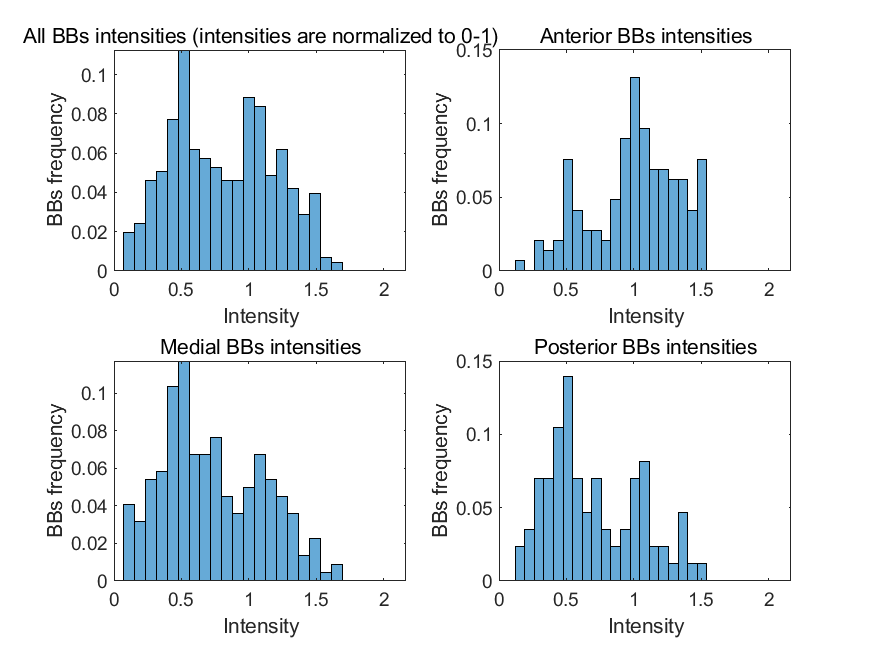 All BBs intensities (intensities are normalized to 0-1)
BBs frequency
0.1
0.08
0.06
0.04
0.02
0
0 0.5 1 1.5 2
Intensity
Anterior BBs intensities
BBs frequency
0.15
0.1
0.05
0
0 0.5 1 1.5 2
Intensity
Medial BBs intensities
BBs frequency
0.1
0.08
0.06
0.04
0.02
0
0 0.5 1 1.5 2
Intensity
Posterior BBs intensities
BBs frequency
0.15
0.1
0.05
0
0 0.5 1 1.5 2
Intensity